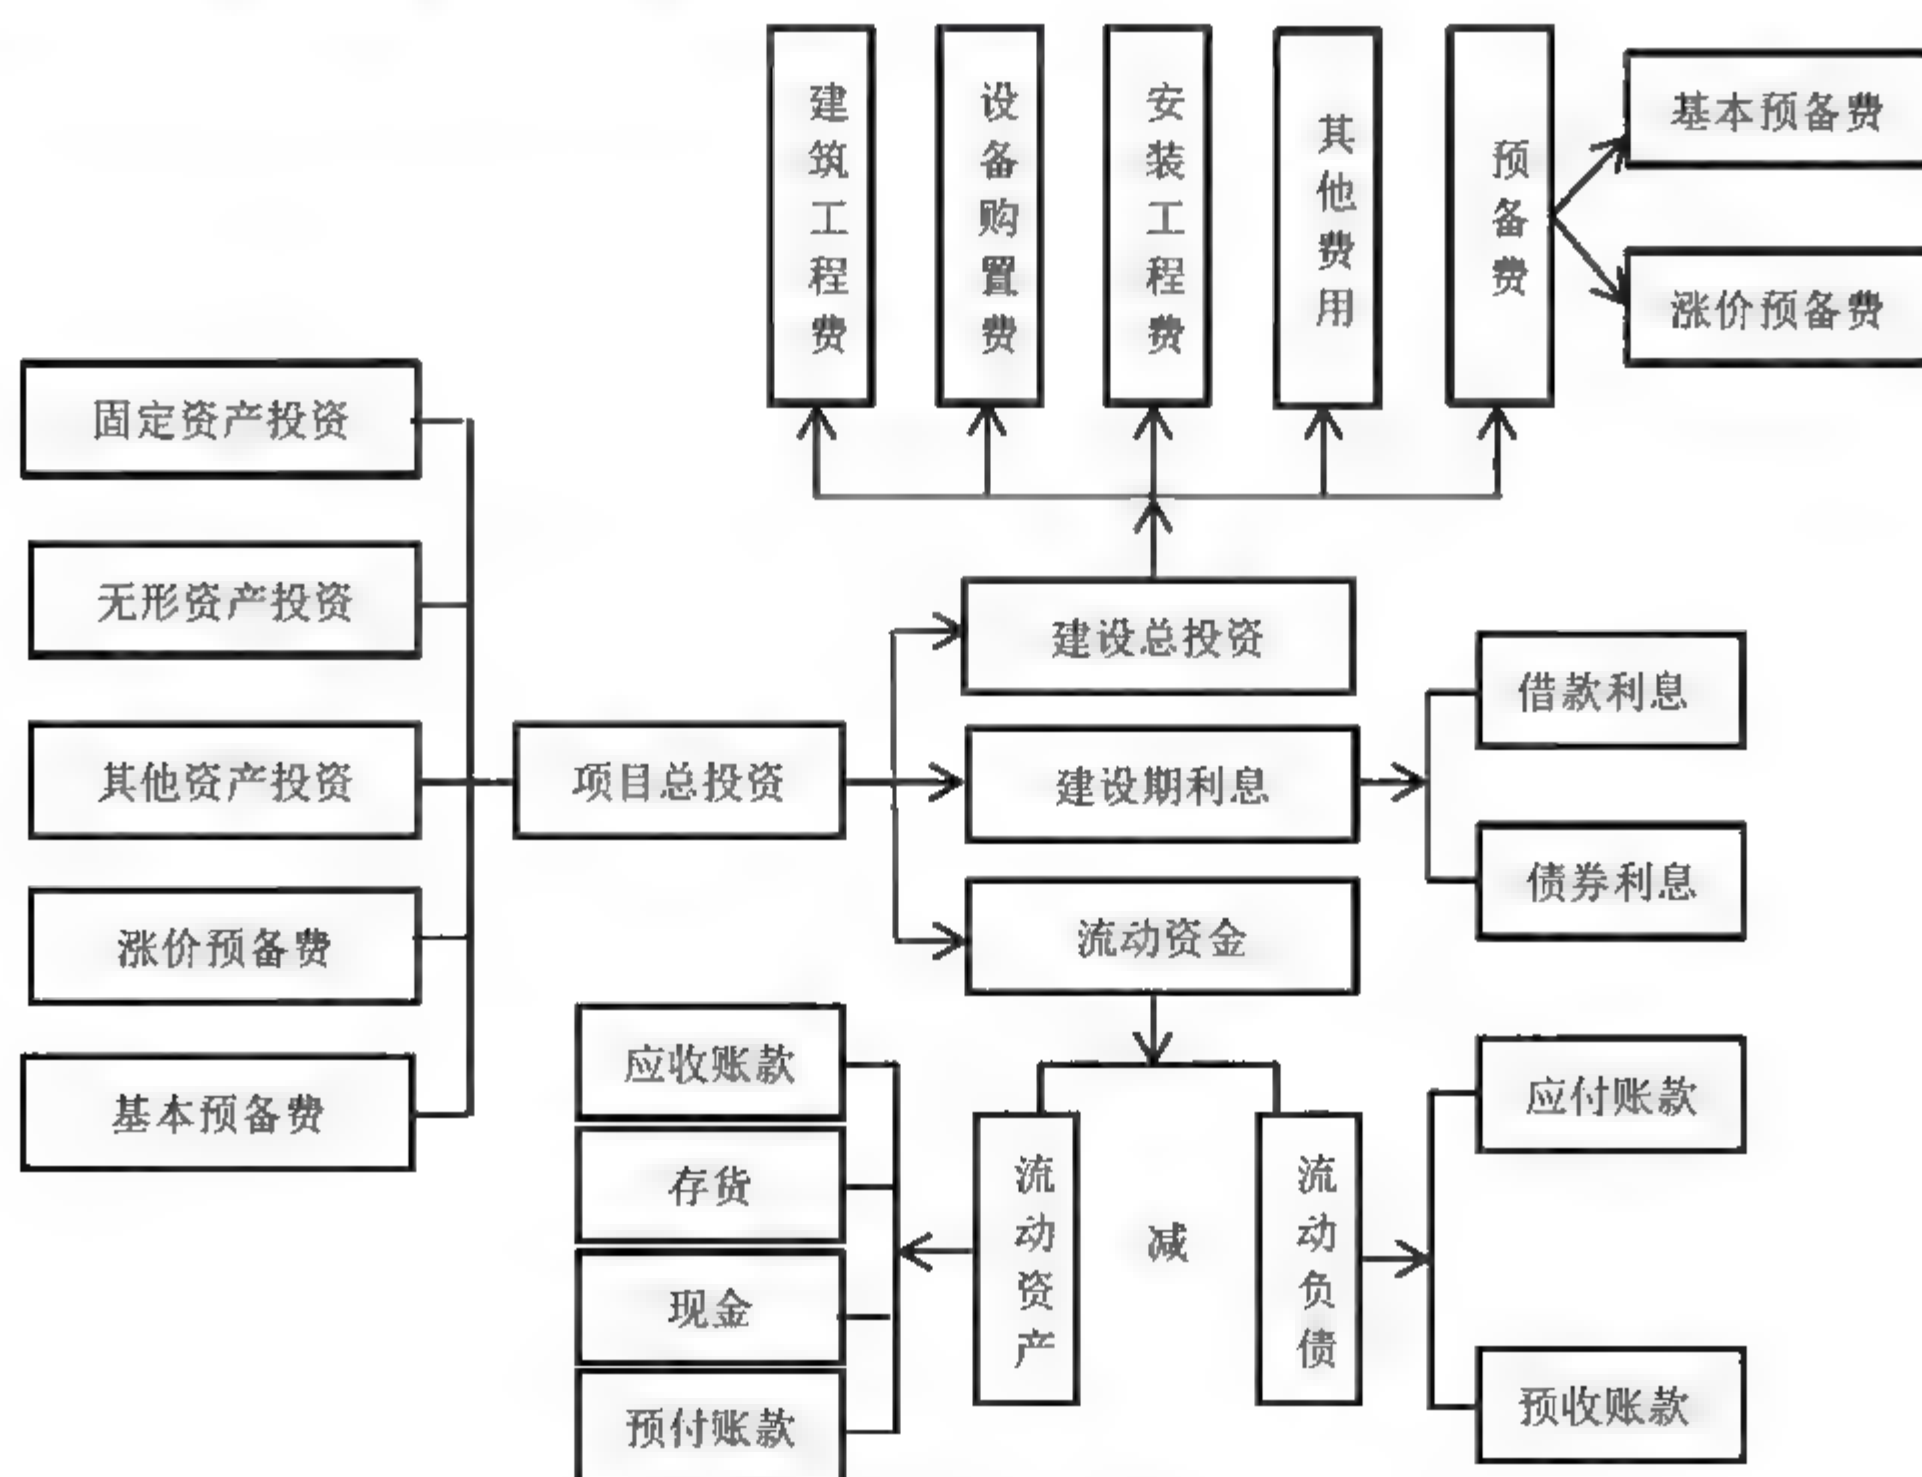 建筑工程费
设备购置费
安装工程费
其他费用
预备费
基本预备费
涨价预备费
固定资产投资
无形资产投资
其他资产投资
涨价预备费
基本预备费
项目总投资
建设总投资
建设期利息
流动资金
借款利息
债券利息
应收账款
存货
现金
预付账款
流动资产
减
流动负债
应付账款
预收账款